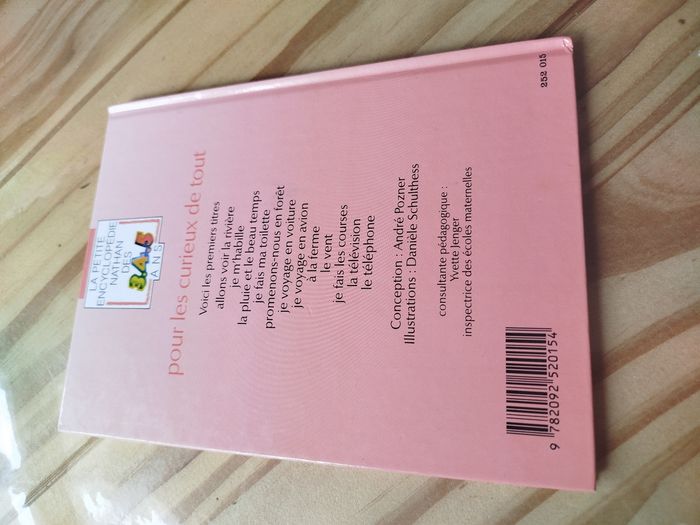 LA PETITE
ENCYCLOPÉDIE
NATHAN
DES
3.4.5
ANS
pour les curieux de tout
Voici les premiers titres
allons voir la rivière
je m'habille
la pluie et le beau temps
je fais ma toilette
promenons-nous en forêt
je voyage en voiture
je voyage en avion
à la ferme
le vent
je fais les courses
la télévision
le téléphone
Conception : André Pozner
Illustrations : Danièle Schulthess
consultante pédagogique :
Yvette Jenger
inspectrice des écoles maternelles
9 782092 520154
252 015